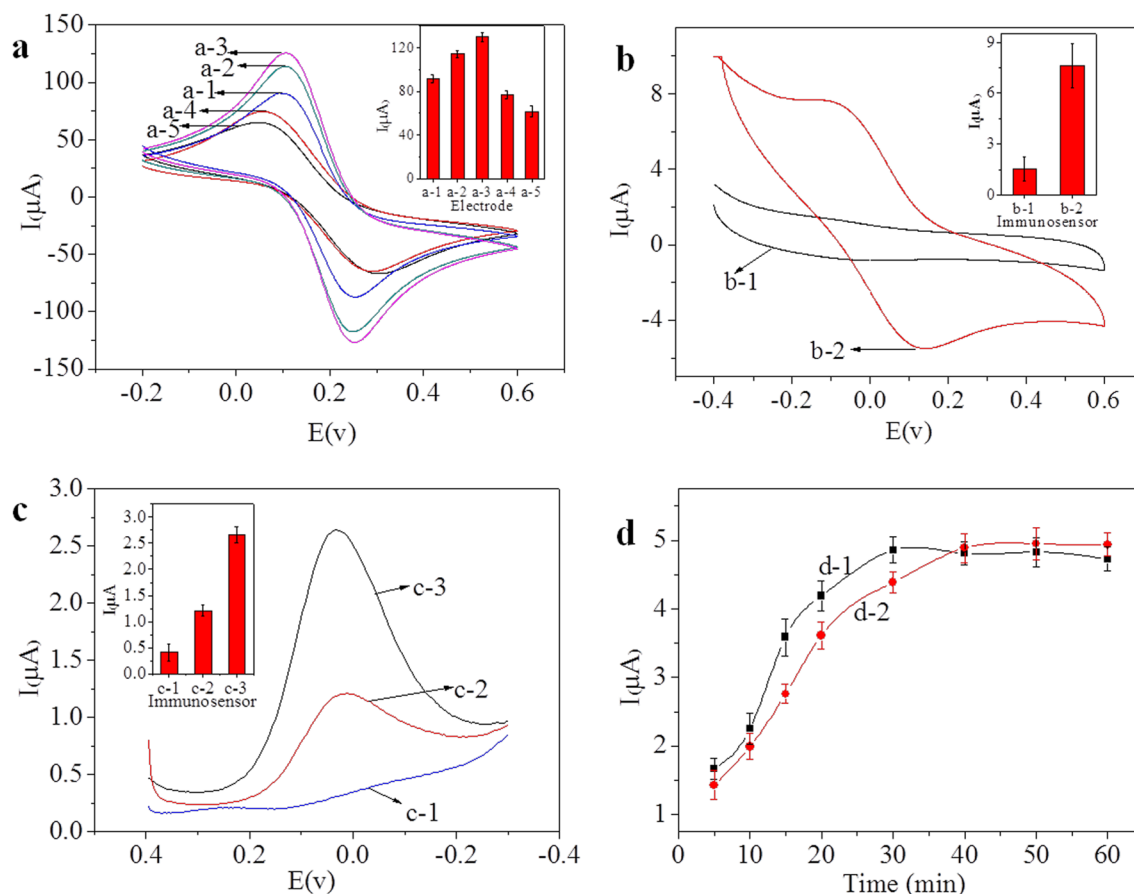 a
150
100
50
0
-50
-100
-150
-0.2 0.0 0.2 0.4 0.6
I(μA)
E(v)
a-3
a-2
a-1
a-4
a-5
120
90
60
30
0
I(μA)
a-1 a-2 a-3 a-4 a-5
Electrode
b
8
4
0
-4
-0.4 -0.2 0.0 0.2 0.4 0.6
I(μA)
E(v)
b-1
b-2
9
6
3
0
I(μA)
b-1 b-2
Immunosensor
c
3.0
2.5
2.0
1.5
1.0
0.5
0.0
0.4 0.2 0.0 -0.2 -0.4
I(μA)
E(v)
c-3
c-2
c-1
3.0
2.5
2.0
1.5
1.0
0.5
0.0
I(μA
c-1 c-2 c-3
Immunosensor
d
5
4
3
2
1
0 10 20 30 40 50 60
I(μA)
Time (min)
d-1
d-2